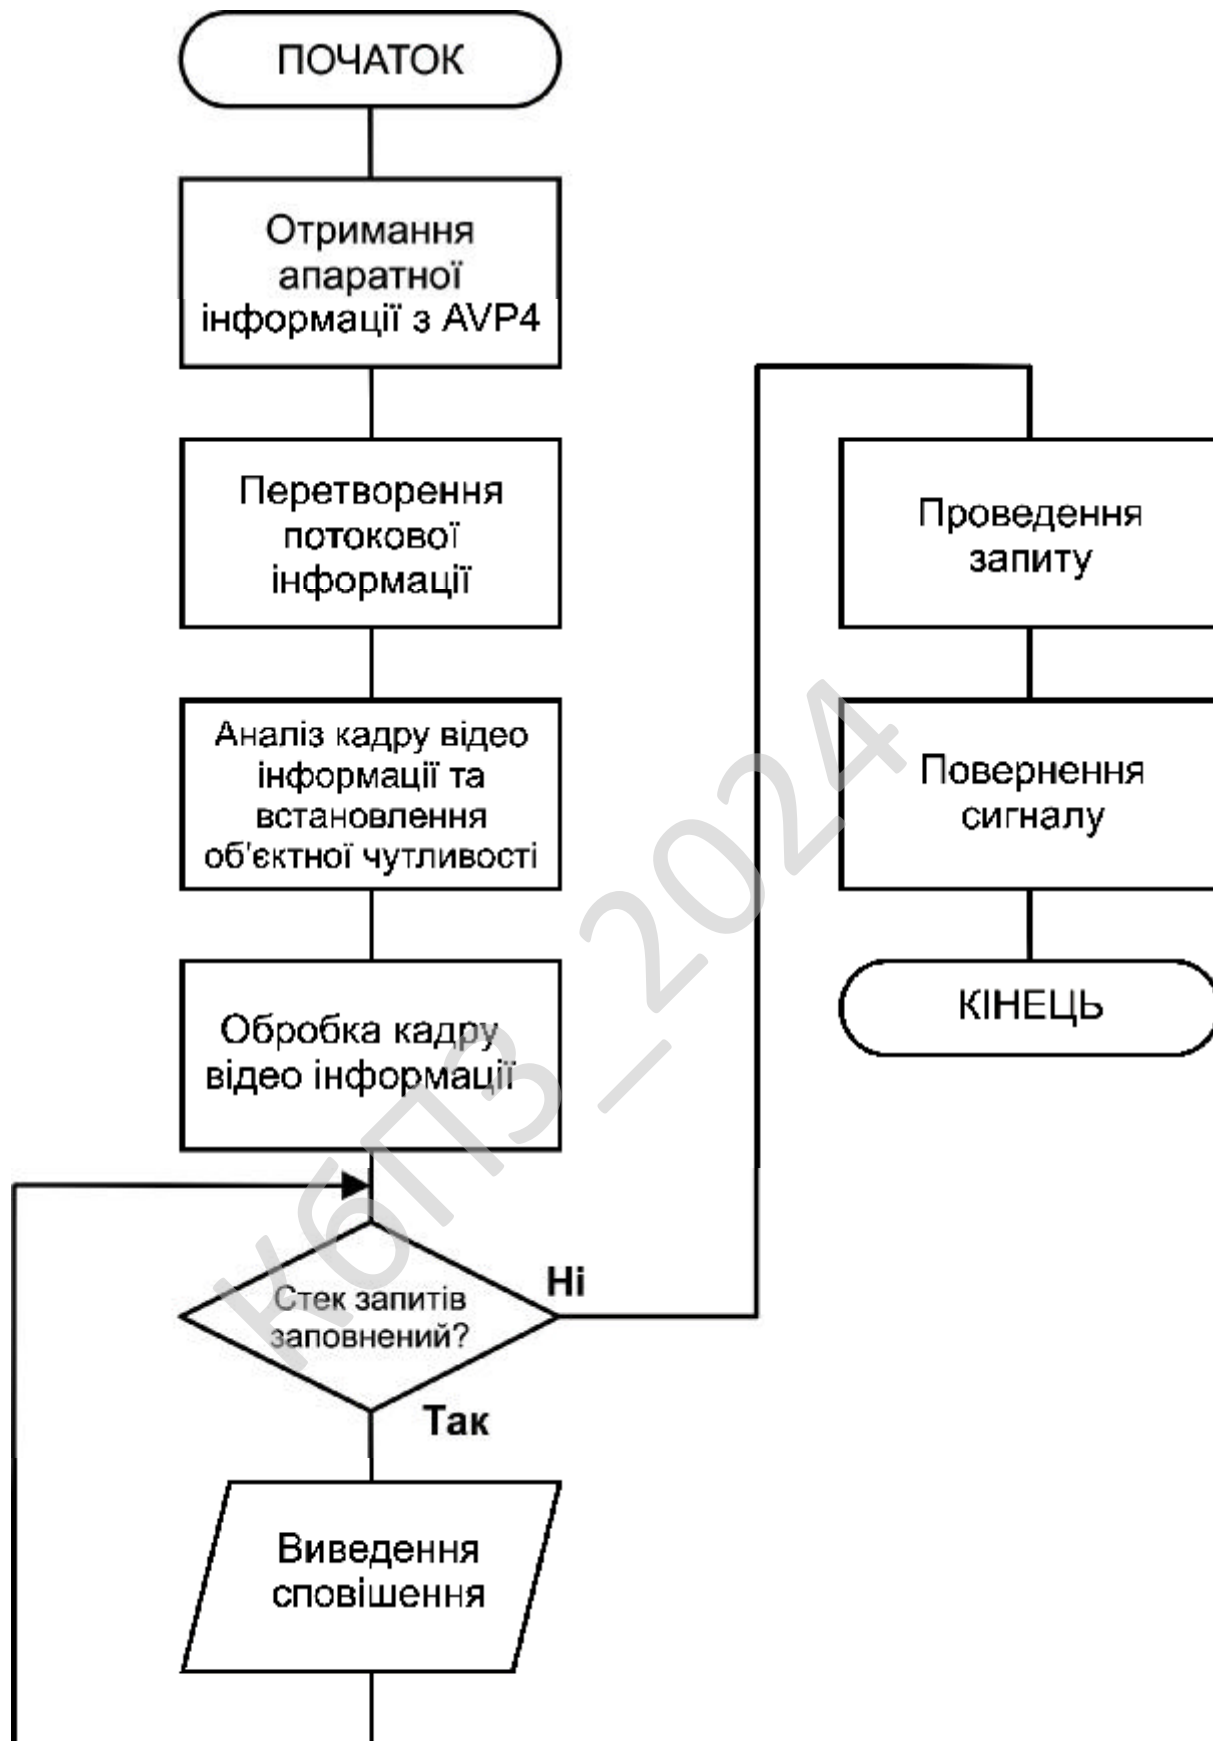 ПОЧАТОК
Отримання
апаратної
інформації з AVP4
Перетворення
потокової
інформації
Аналіз кадру відео
інформації та
встановлення
об'єктної чутливості
Обробка кадру
відео інформації
Стек запитів
заповнений?
Ні
Так
Виведення
сповішення
Проведення
запиту
Повернення
сигналу
КІНЕЦЬ
КбПЗ_2024